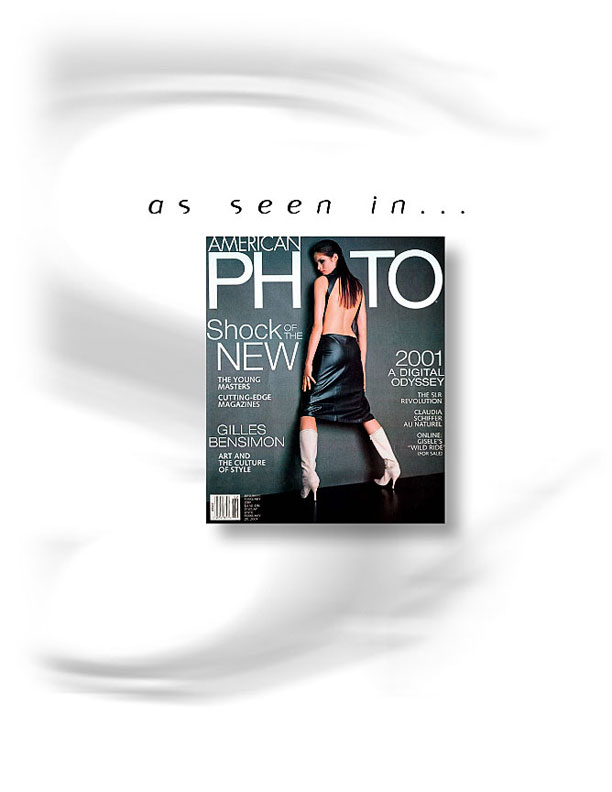 as seen in...
AMERICAN
PHOTO
Shock OF THE
NEW
THE YOUNG
MASTERS
CUTTING-EDGE
MAGAZINES
GILLES
BENSIMON
ART AND
THE CULTURE
OF STYLE
2001
A DIGITAL
ODYSSEY
THE SLR
REVOLUTION
CLAUDIA
SCHIFFER
AU NATUREL
ONLINE:
GISELE'S
"WILD RIDE"
(FOR SALE)